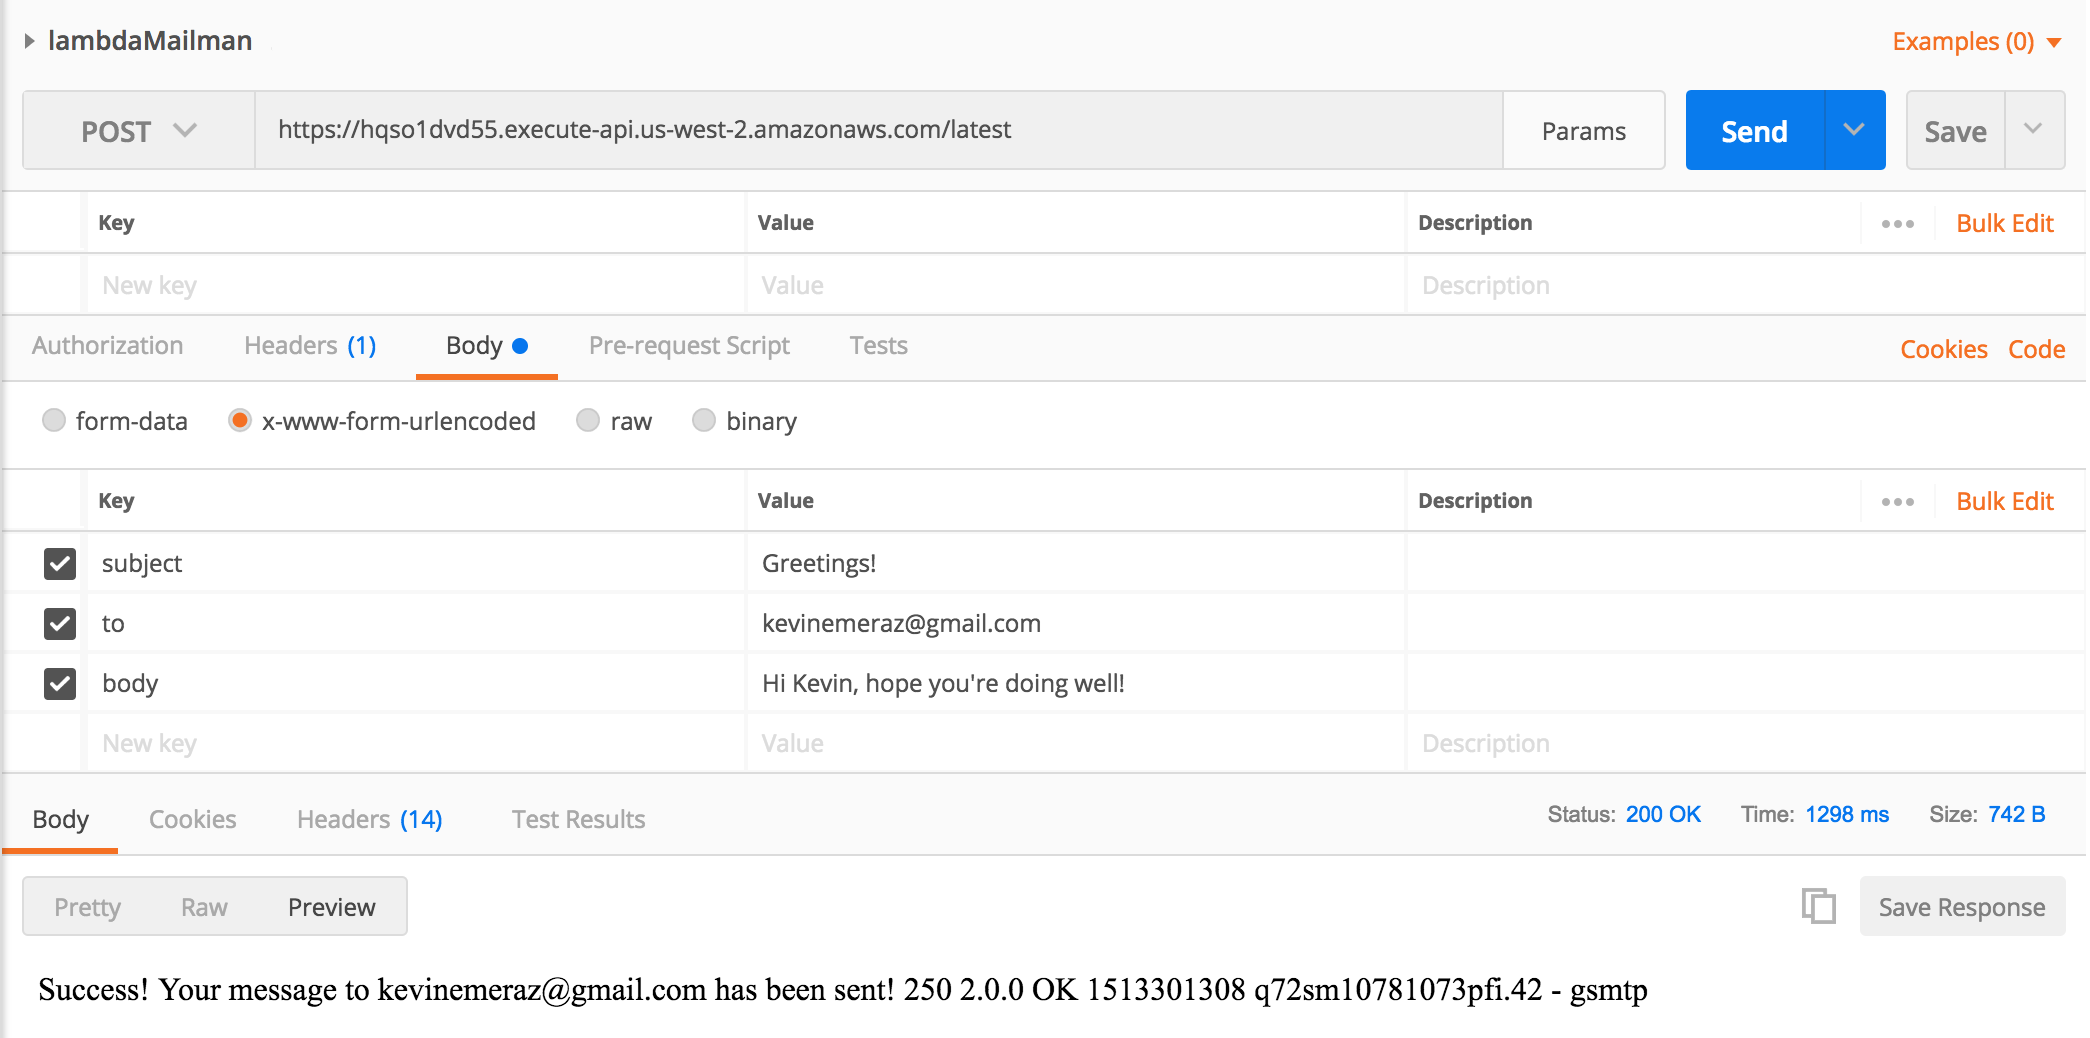 lambdaMailman
Examples (0)
POST https://hqso1dvd55.execute-api.us-west-2.amazonaws.com/latest Params Send Save
Key Value Description Bulk Edit
New key Value Description
Authorization Headers (1) Body Pre-request Script Tests Cookies Code
form-data x-www-form-urlencoded raw binary
Key Value Description Bulk Edit
subject Greetings!
to kevinemeraz@gmail.com
body Hi Kevin, hope you're doing well!
New key Value Description
Body Cookies Headers (14) Test Results Status: 200 OK Time: 1298 ms Size: 742 B
Pretty Raw Preview Save Response
Success! Your message to kevinemeraz@gmail.com has been sent! 250 2.0.0 OK 1513301308 q72sm10781073pfi.42 - gsmtp